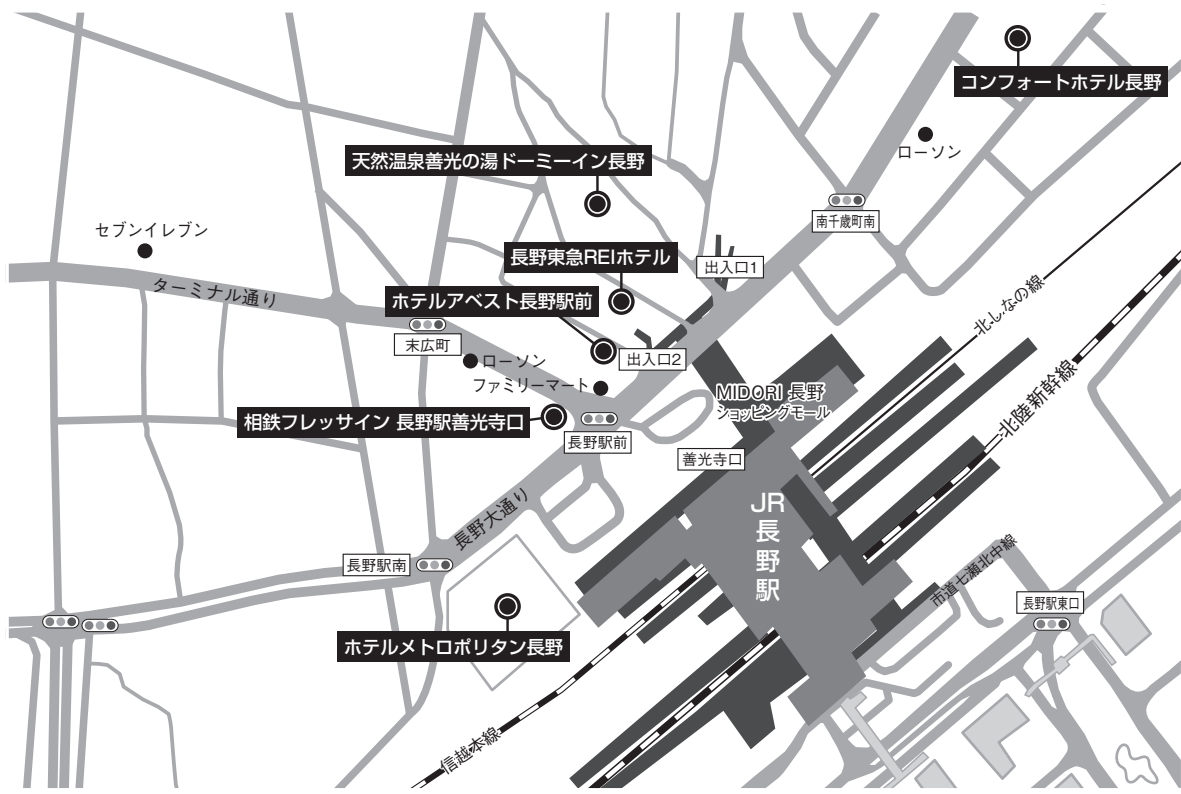 コンフォートホテル長野
ローソン
天然温泉善光の湯ドーミーイン長野
南千歳町南
セブンイレブン
長野東急REIホテル
出入口1
ターミナル通り
ホテルアベスト長野駅前
北しなの線
末広町
ローソン
出入口2
ファミリーマート
MIDORI 長野
ショッピングモール
北陸新幹線
相鉄フレッサイン 長野駅善光寺口
長野駅前
善光寺口
JR
長野駅
長野大通り
長野駅南
市道七瀬北中線
長野駅東口
ホテルメトロポリタン長野
信越本線